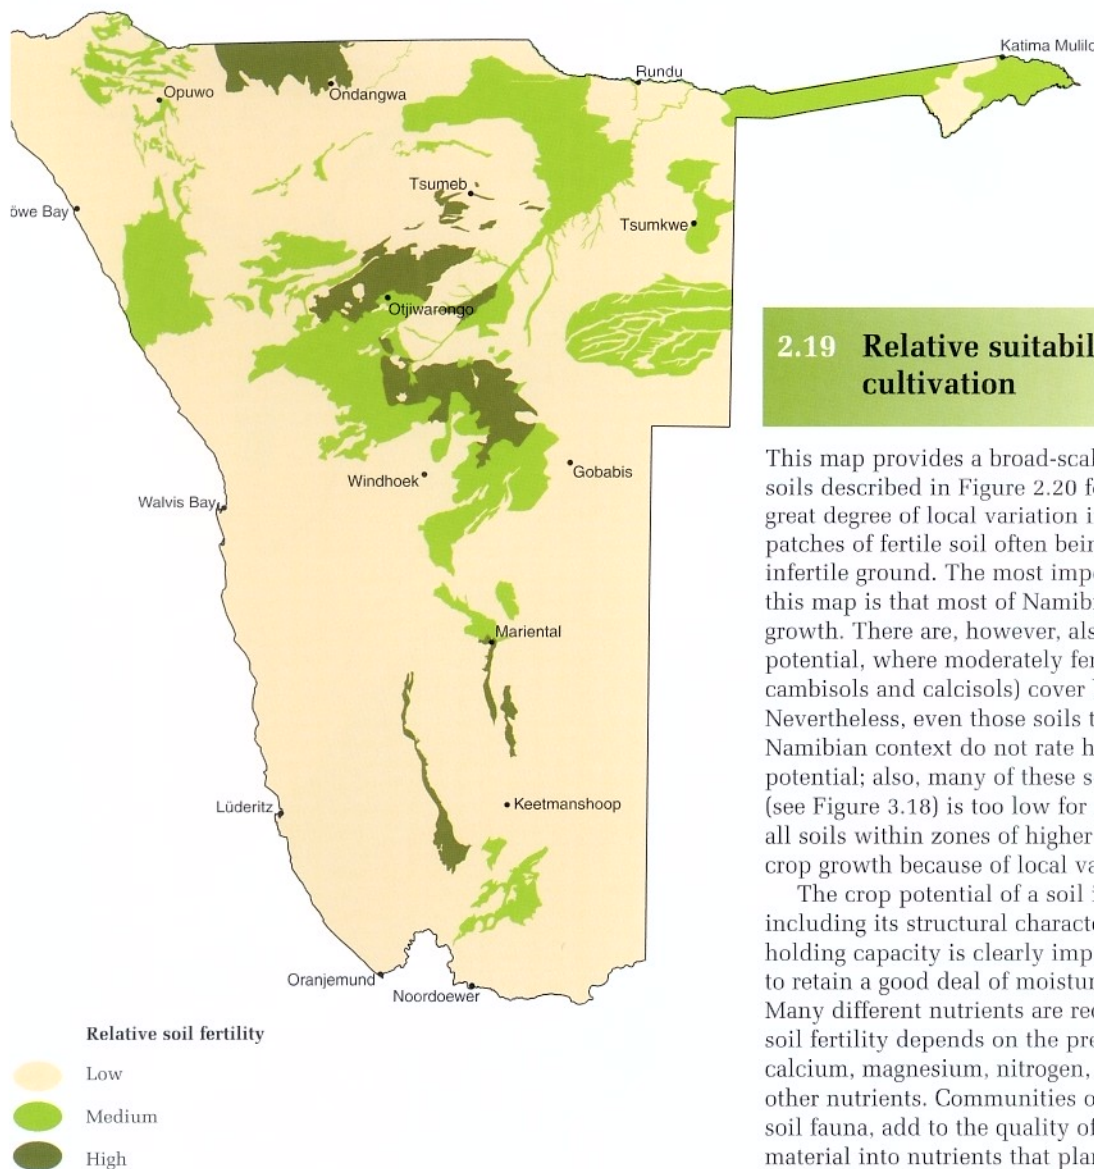 Katima Mulilo
Rundu
Opuwo
Ondangwa
Tsumeb
öwe Bay
Tsumkwe
Otjiwarongo
Windhoek
Gobabis
Walvis Bay
Mariental
Lüderitz
Keetmanshoop
Oranjemund
Noordoewer
Relative soil fertility
Low
Medium
High
2.19 Relative suitabil
cultivation
This map provides a broad-scal
soils described in Figure 2.20 fo
great degree of local variation i
patches of fertile soil often bein
infertile ground. The most impo
this map is that most of Namibi
growth. There are, however, als
potential, where moderately fer
cambisols and calcisols) cover
Nevertheless, even those soils t
Namibian context do not rate h
potential; also, many of these s
(see Figure 3.18) is too low for
all soils within zones of higher
crop growth because of local va
The crop potential of a soil i
including its structural characte
holding capacity is clearly imp
to retain a good deal of moistur
Many different nutrients are rec
soil fertility depends on the pre
calcium, magnesium, nitrogen,
other nutrients. Communities o
soil fauna, add to the quality of
material into nutrients that plan